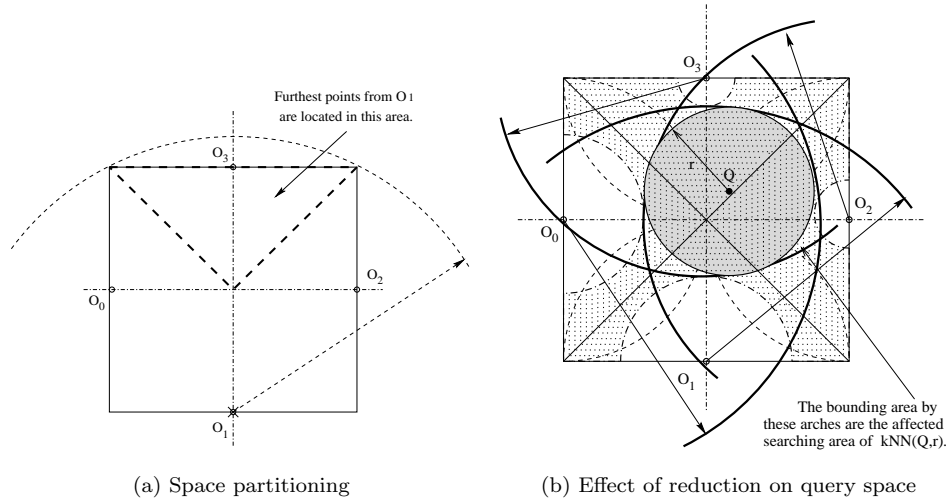 Furthest points from O1
are located in this area.
O3
O0
O2
O1
(a) Space partitioning
O3
r
Q
O0
O2
O1
The bounding area by
these arches are the affected
searching area of kNN(Q,r).
(b) Effect of reduction on query space